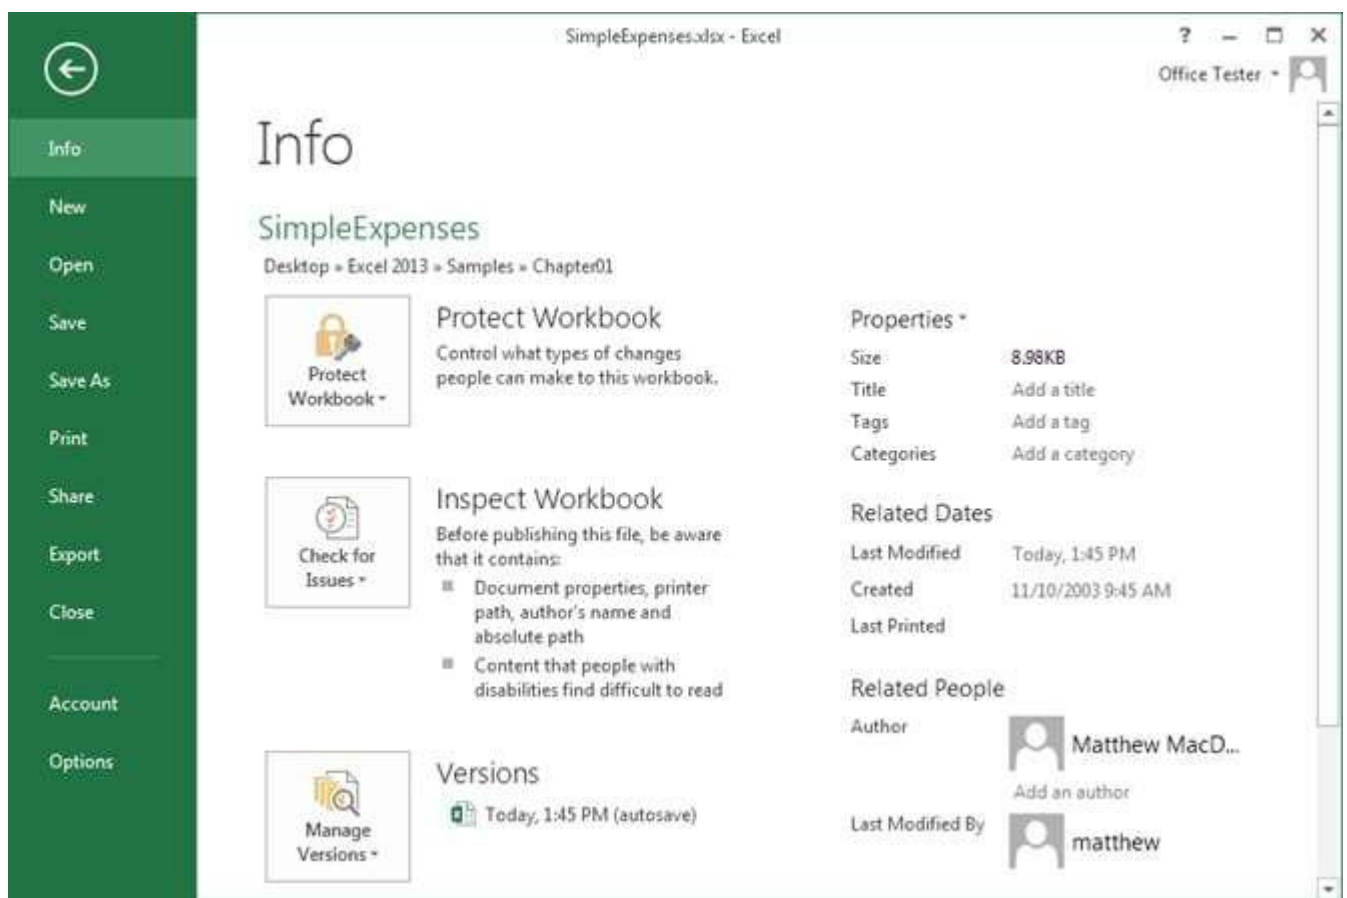 SimpleExpenses.xlsx - Excel
?
Office Tester
Info
New
Open
Save
Save As
Print
Share
Export
Close
Account
Options
Info
SimpleExpenses
Desktop » Excel 2013 » Samples » Chapter01
Protect
Workbook
Protect Workbook
Control what types of changes
people can make to this workbook.
Check for
Issues
Inspect Workbook
Before publishing this file, be aware
that it contains:
Document properties, printer
path, author's name and
absolute path
Content that people with
disabilities find difficult to read
Manage
Versions
Versions
Today, 1:45 PM (autosave)
Properties
Size 8.98KB
Title Add a title
Tags Add a tag
Categories Add a category
Related Dates
Last Modified Today, 1:45 PM
Created 11/10/2003 9:45 AM
Last Printed
Related People
Author Matthew MacD...
Add an author
Last Modified By matthew